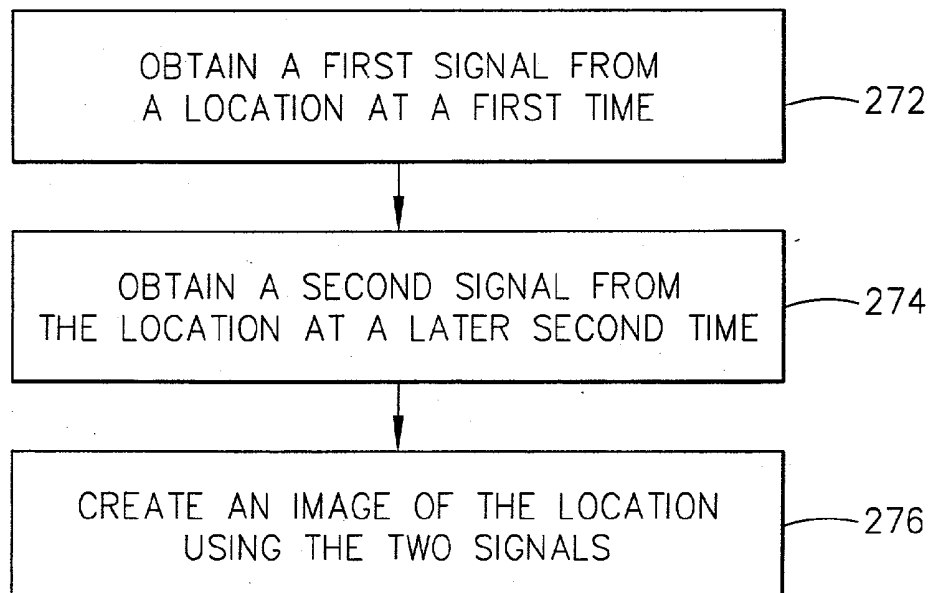 OBTAIN A FIRST SIGNAL FROM
A LOCATION AT A FIRST TIME
272
OBTAIN A SECOND SIGNAL FROM
THE LOCATION AT A LATER SECOND TIME
274
CREATE AN IMAGE OF THE LOCATION
USING THE TWO SIGNALS
276